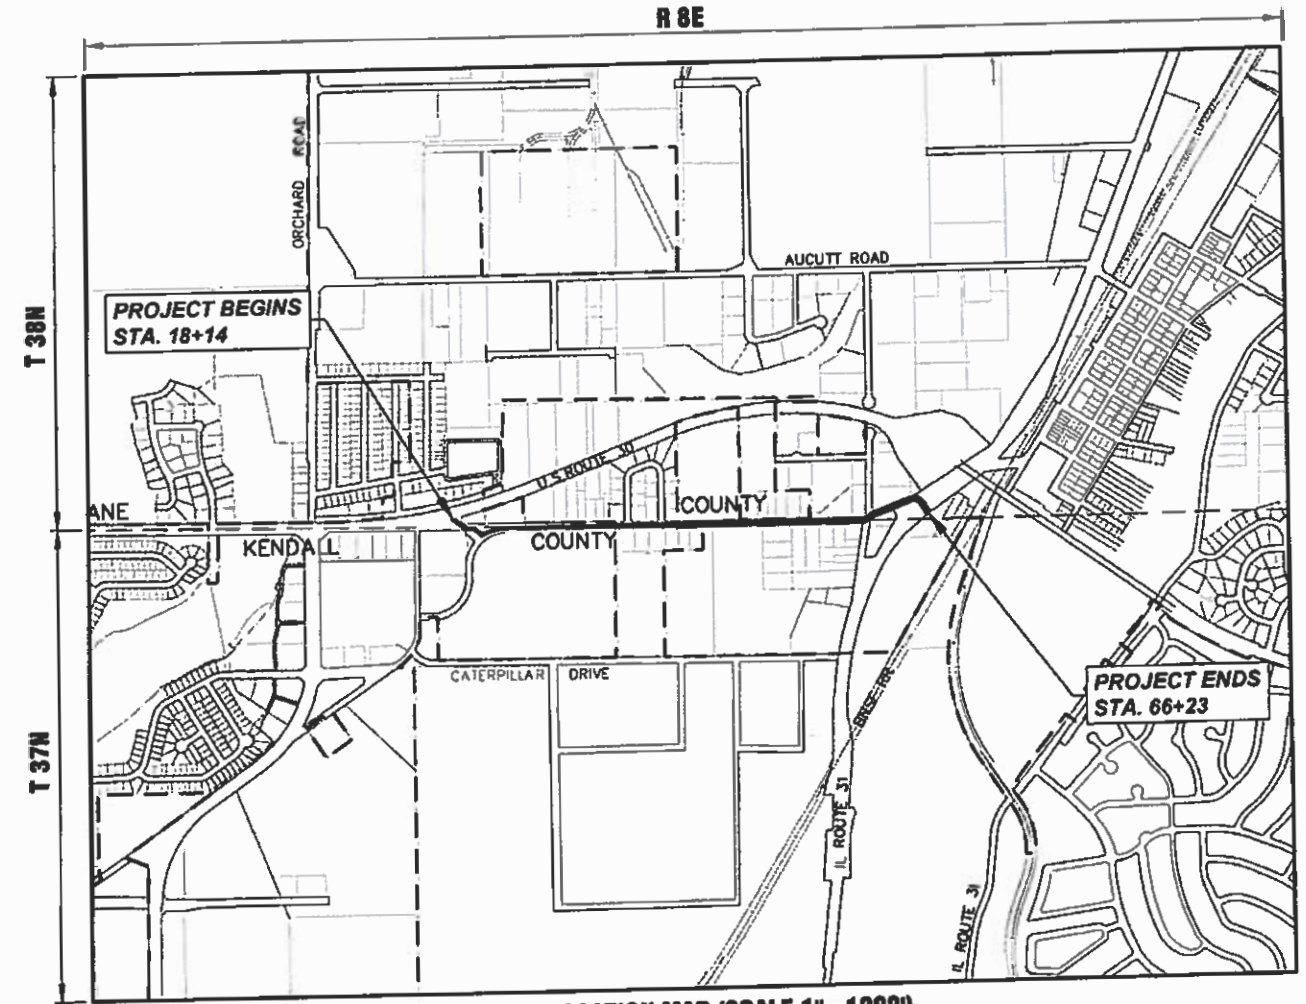 R 8E
ORCHARD ROAD
AUCUTT ROAD
PROJECT BEGINS
STA. 18+14
T 38N
U.S ROUTE 30
ANE
COUNTY
KENDALL
COUNTY
CATERPILLAR DRIVE
PROJECT ENDS
STA. 66+23
T 37N
IL ROUTE 31
IL ROUTE 31